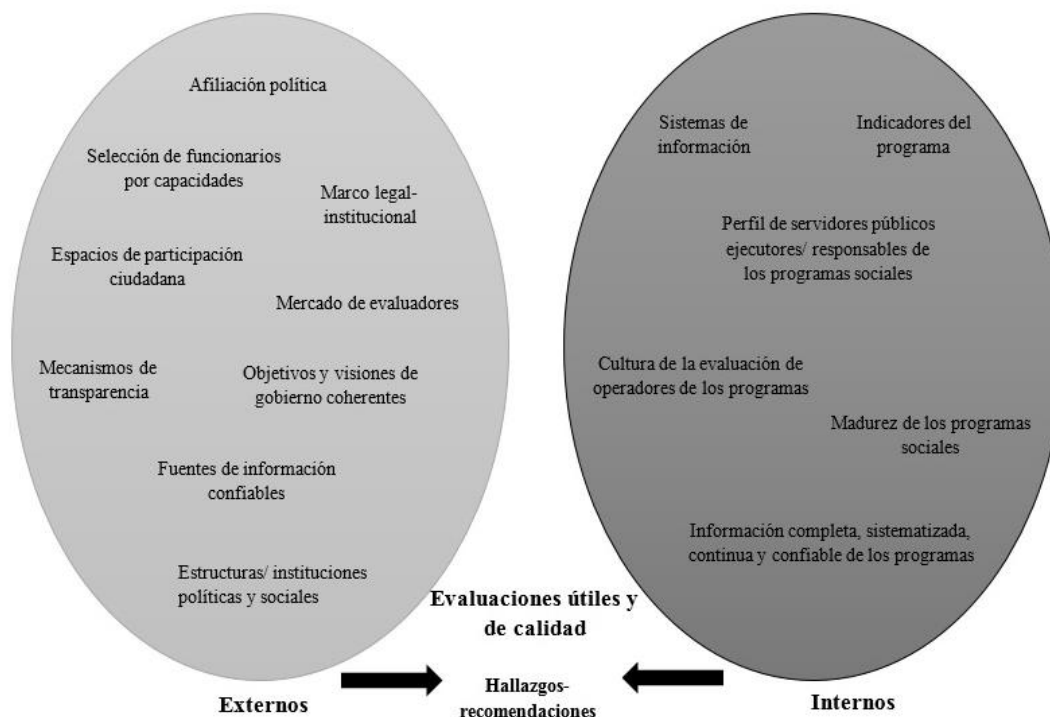 Afiliación política
Selección de funcionarios
por capacidades
Marco legal-
institucional
Espacios de participación
ciudadana
Mercado de evaluadores
Mecanismos de
transparencia
Objetivos y visiones de
gobierno coherentes
Fuentes de información
confiables
Estructuras/ instituciones
políticas y sociales
Sistemas de
información
Indicadores del
programa
Perfil de servidores públicos
ejecutores/ responsables de
los programas sociales
Cultura de la evaluación de
operadores de los programas
Madurez de los programas
sociales
Información completa, sistematizada,
continua y confiable de los programas
Evaluaciones útiles y
de calidad
Externos
Hallazgos-
recomendaciones
Internos